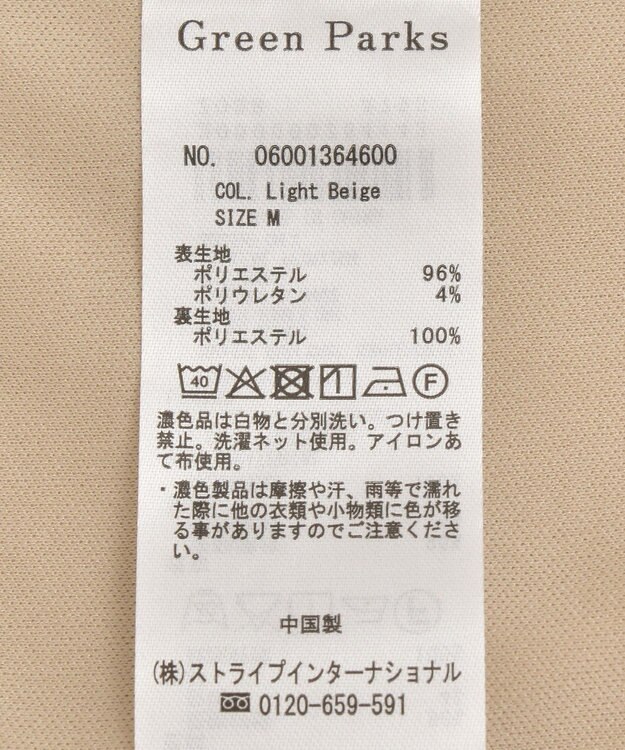 Green Parks
NO. 06001364600
COL. Light Beige
SIZE M
表生地
ポリエステル 96%
ポリウレタン 4%
裏生地
ポリエステル 100%
40 F
濃色品は白物と分別洗い。つけ置き
禁止。洗濯ネット使用。アイロンあ
て布使用。
・濃色製品は摩擦や汗、雨等で濡れ
た際に他の衣類や小物類に色が移
る事がありますのでご注意くださ
い。
中国製
(株)ストライプインターナショナル
0120-659-591